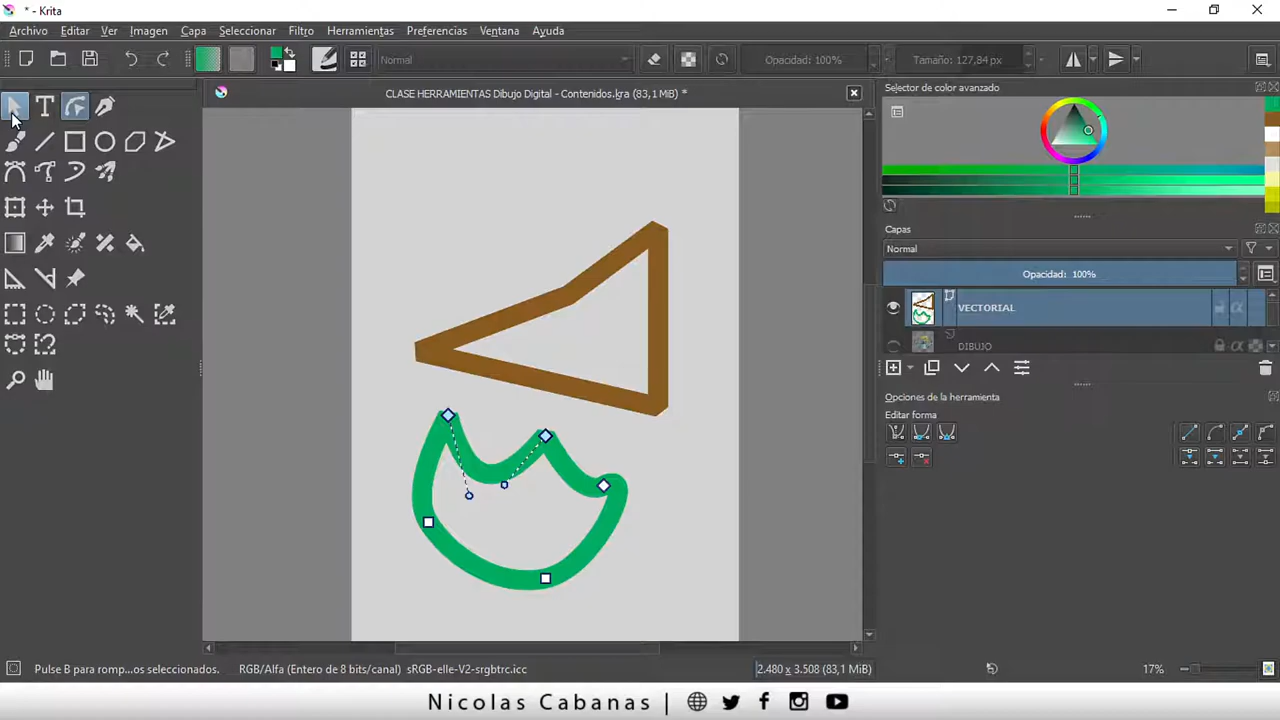 * - Krita
Archivo Editar Ver Imagen Capa Seleccionar Filtro Herramientas Preferencias Ventana Ayuda
Normal Opacidad: 100% Tamaño: 127,84 px
CLASE HERRAMIENTAS Dibujo Digital - Contenidos.kra (83,1 MiB) *
Selector de color avanzado
Capas
Normal
Opacidad: 100%
VECTORIAL
DIBUJO
Opciones de la herramienta
Editar forma
Pulse B para romp...os seleccionados. RGB/Alfa (Entero de 8 bits/canal) sRGB-elle-V2-srgbtrc.icc 2.480 x 3.508 (83,1 MiB) 17%
Nicolas Cabanas |